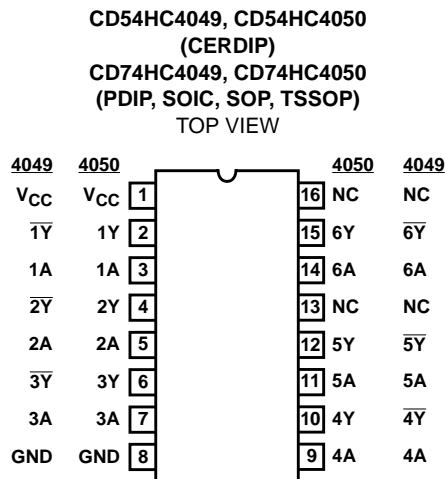 CD54HC4049, CD54HC4050
(CERDIP)
CD74HC4049, CD74HC4050
(PDIP, SOIC, SOP, TSSOP)
TOP VIEW
4049 4050 4050 4049
VCC VCC 1 16 NC NC
1Y 1Y 2 15 6Y 6Y
1A 1A 3 14 6A 6A
2Y 2Y 4 13 NC NC
2A 2A 5 12 5Y 5Y
3Y 3Y 6 11 5A 5A
3A 3A 7 10 4Y 4Y
GND GND 8 9 4A 4A